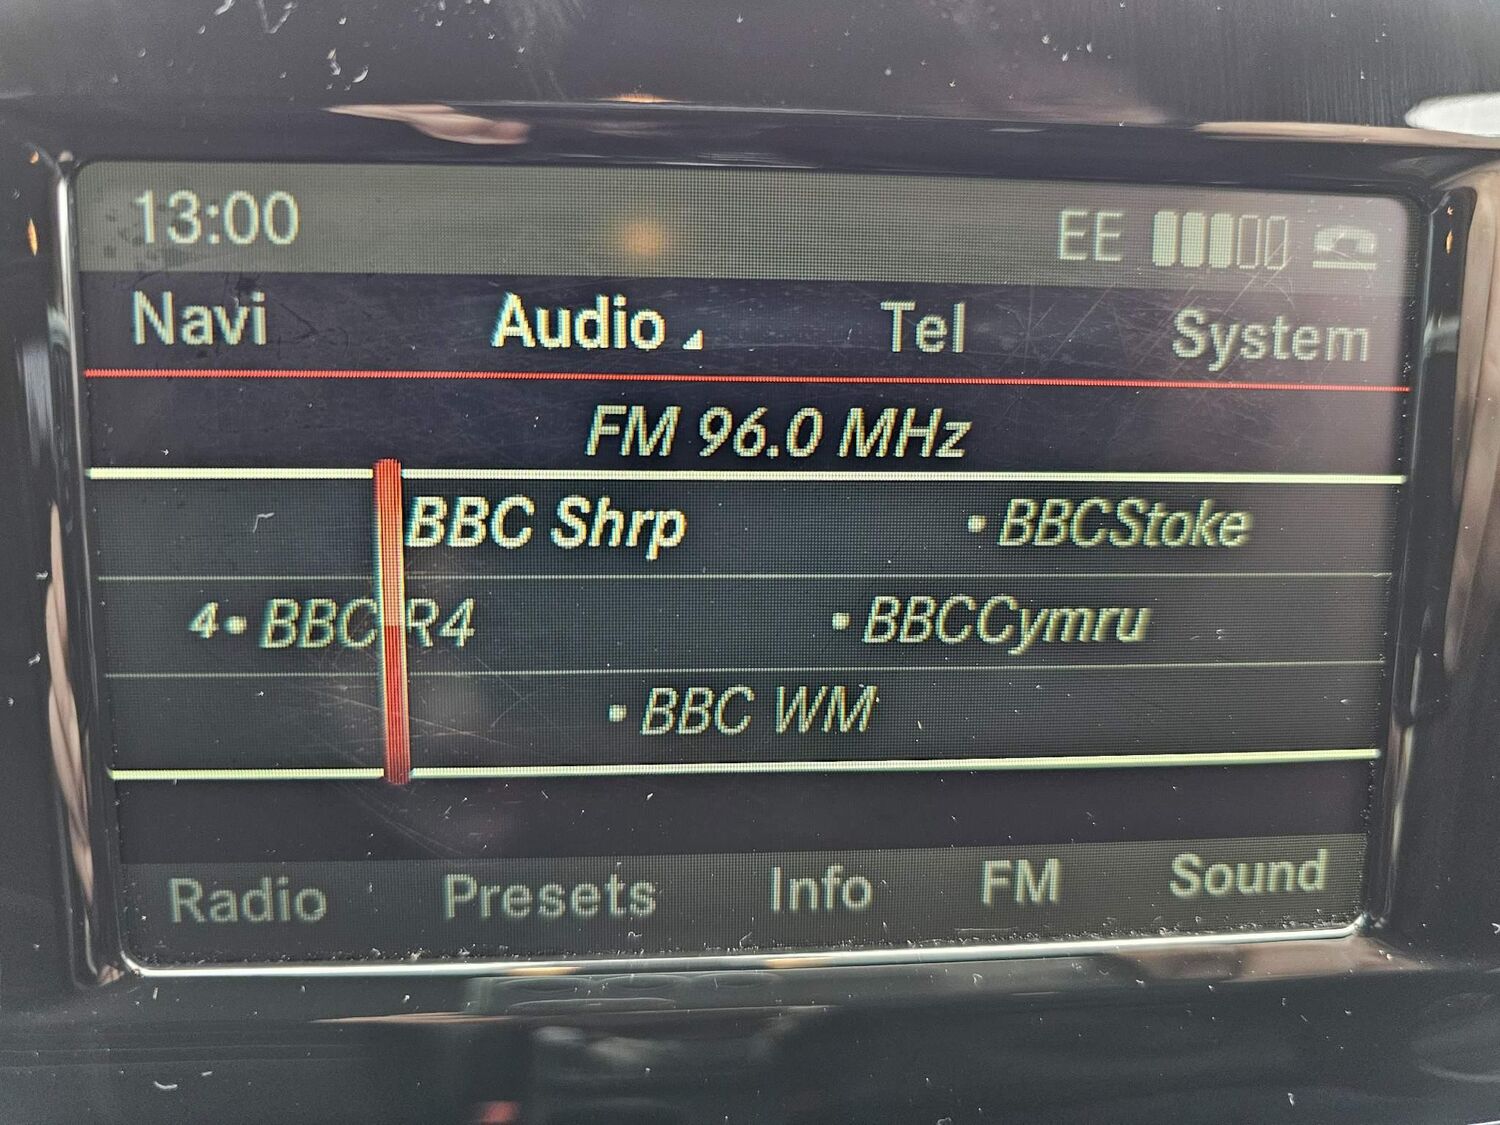 13:00 EE
Navi Audio Tel System
FM 96.0 MHz
BBC Shrp • BBCStoke
4• BBC R4 • BBCCymru
• BBC WM
Radio Presets Info FM Sound